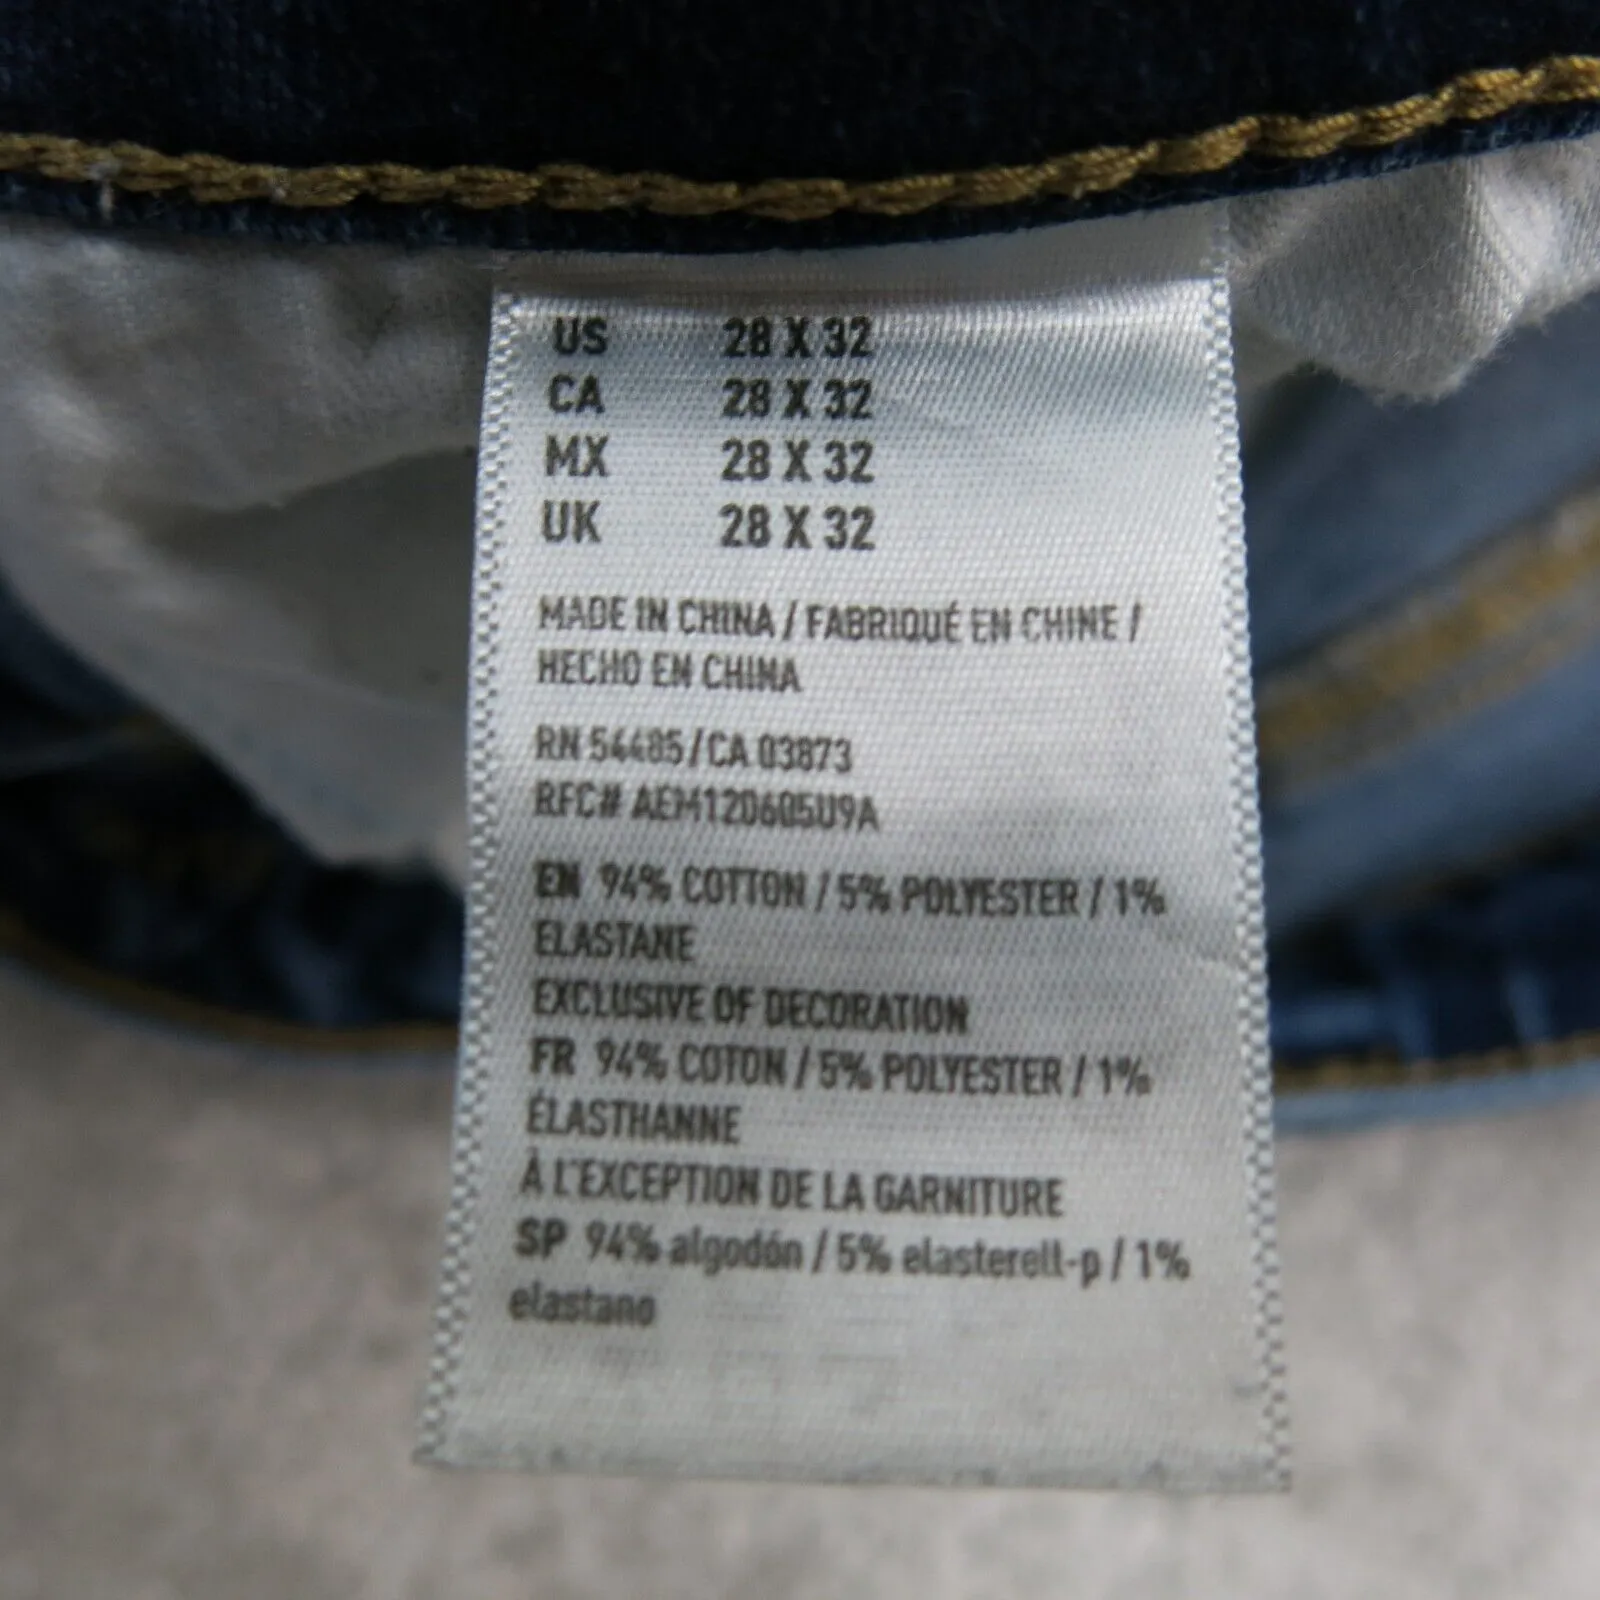 US 28 X 32
CA 28 X 32
MX 28 X 32
UK 28 X 32
MADE IN CHINA / FABRIQUÉ EN CHINE /
HECHO EN CHINA
RN 54485/CA 03873
RFC# AEM120605U9A
EN 94% COTTON / 5% POLYESTER / 1%
ELASTANE
EXCLUSIVE OF DECORATION
FR 94% COTON / 5% POLYESTER / 1%
ÉLASTHANNE
À L'EXCEPTION DE LA GARNITURE
SP 94% algodón / 5% elasterell-p / 1%
elastano